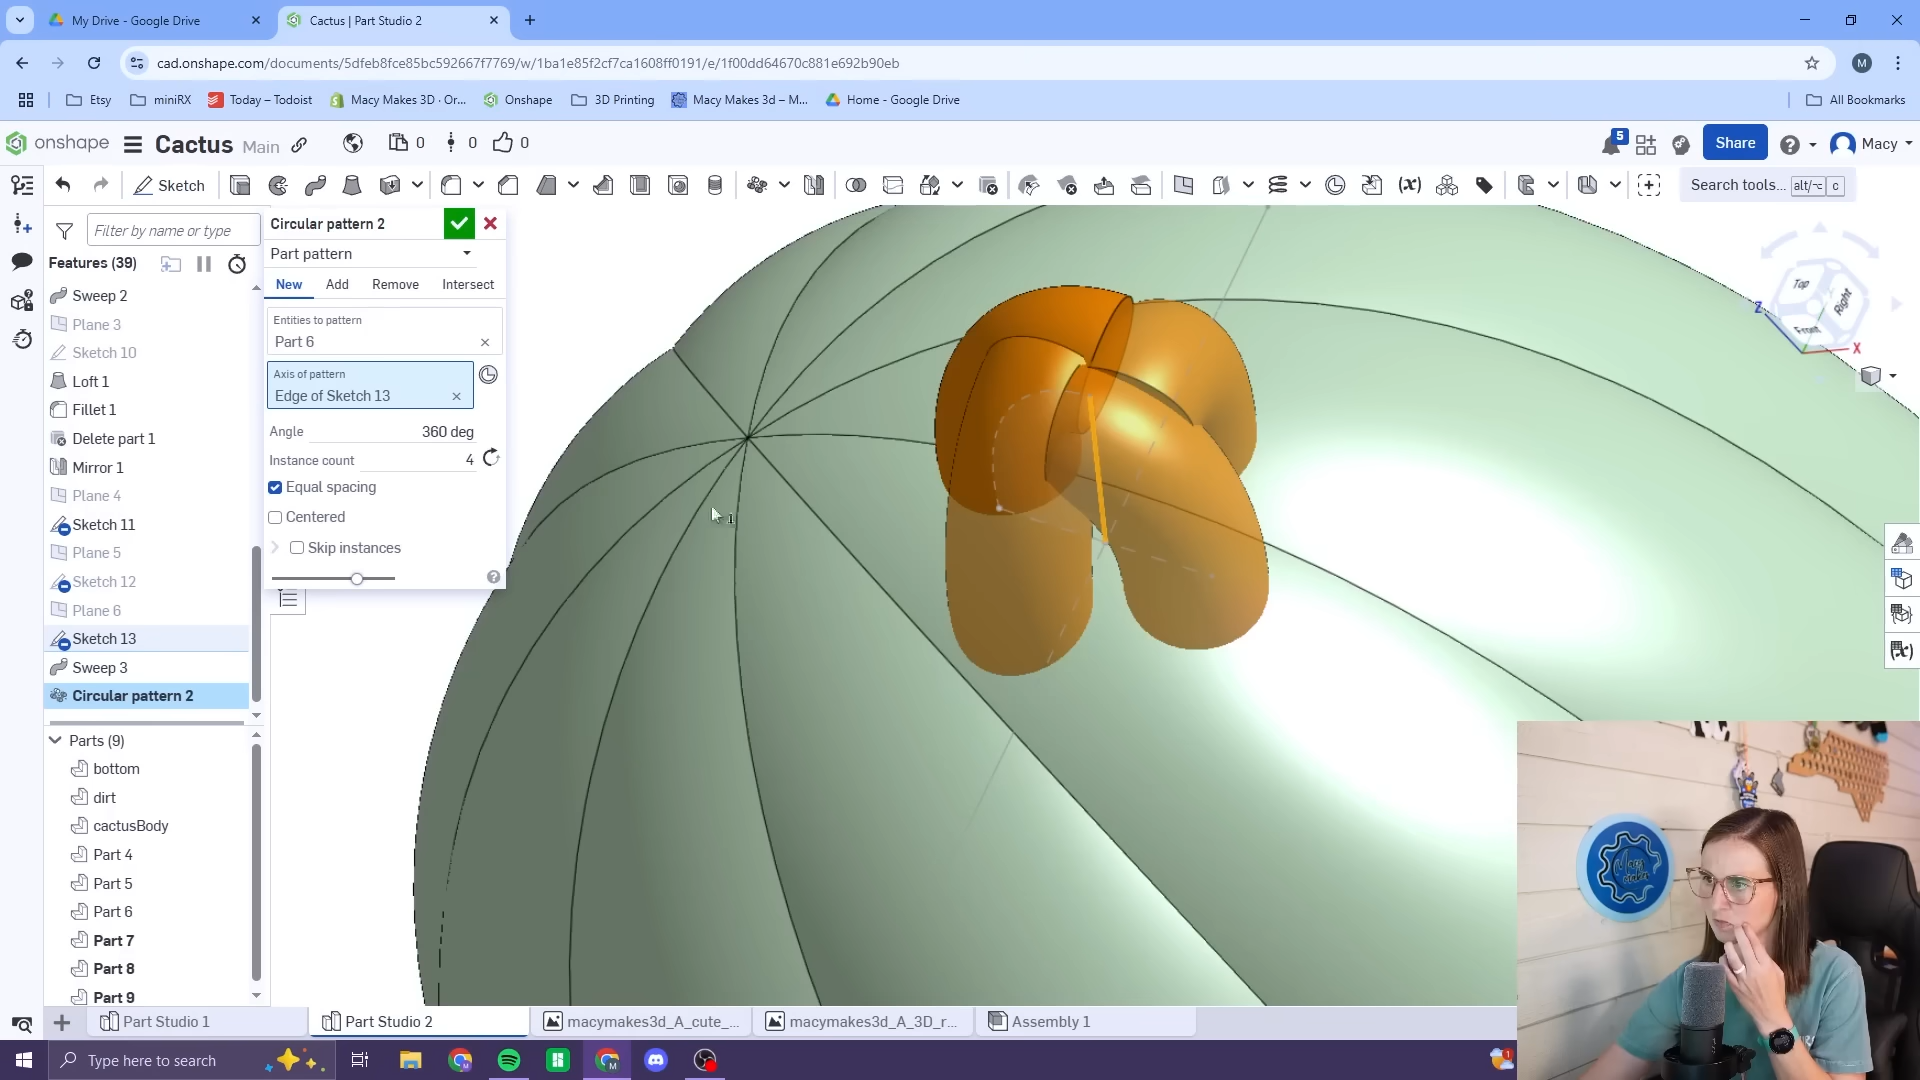 My Drive - Google Drive
Cactus | Part Studio 2
cad.onshape.com/documents/5dfeb8fce85bc592667f7769/w/1ba1e85f2cf7ca1608ff0191/e/1f00dd64670c881e692b90eb
M
Etsy
miniRX
Today – Todoist
Macy Makes 3D · Or...
Onshape
3D Printing
Macy Makes 3d – M...
Home - Google Drive
All Bookmarks
onshape
Cactus
Main
0
0
0
5
Share
Macy
Sketch
Search tools...
alt/⌥
c
Filter by name or type
Features (39)
Sweep 2
Plane 3
Sketch 10
Loft 1
Fillet 1
Delete part 1
Mirror 1
Plane 4
Sketch 11
Plane 5
Sketch 12
Plane 6
Sketch 13
Sweep 3
Circular pattern 2
Parts (9)
bottom
dirt
cactusBody
Part 4
Part 5
Part 6
Part 7
Part 8
Part 9
Circular pattern 2
Part pattern
New
Add
Remove
Intersect
Entities to pattern
Part 6
Axis of pattern
Edge of Sketch 13
Angle
360 deg
Instance count
4
Equal spacing
Centered
Skip instances
Top
Front
Right
Z
X
Part Studio 1
Part Studio 2
macymakes3d_A_cute_...
macymakes3d_A_3D_r...
Assembly 1
Type here to search
1